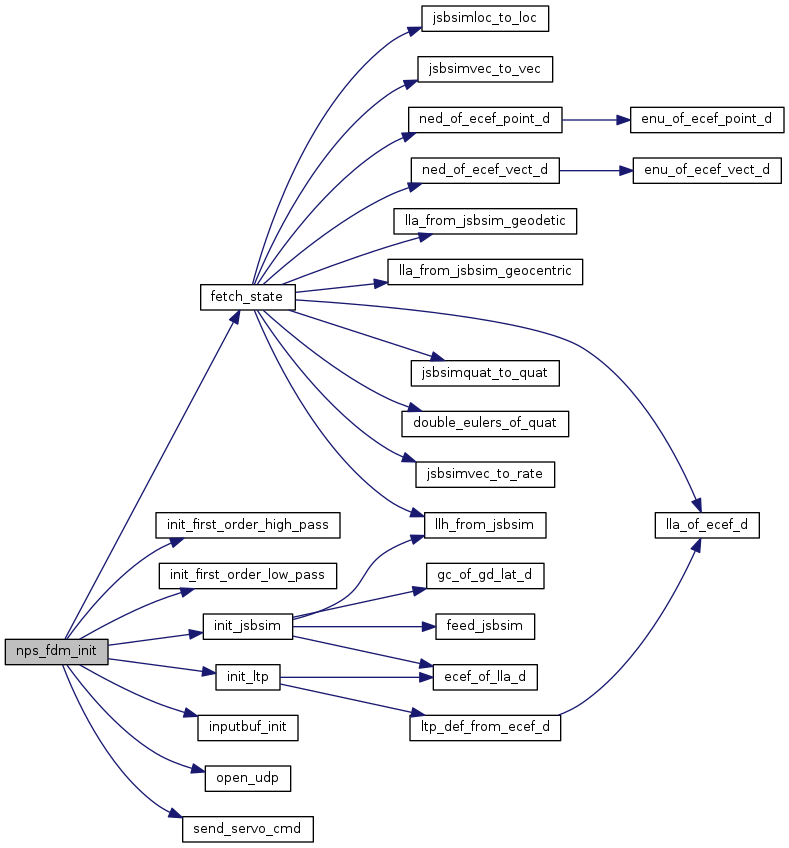 jsbsimloc_to_loc
jsbsimvec_to_vec
ned_of_ecef_point_d
enu_of_ecef_point_d
ned_of_ecef_vect_d
enu_of_ecef_vect_d
lla_from_jsbsim_geodetic
lla_from_jsbsim_geocentric
fetch_state
jsbsimquat_to_quat
double_eulers_of_quat
jsbsimvec_to_rate
init_first_order_high_pass
llh_from_jsbsim
lla_of_ecef_d
init_first_order_low_pass
gc_of_gd_lat_d
init_jsbsim
feed_jsbsim
nps_fdm_init
init_ltp
ecef_of_lla_d
inputbuf_init
ltp_def_from_ecef_d
open_udp
send_servo_cmd